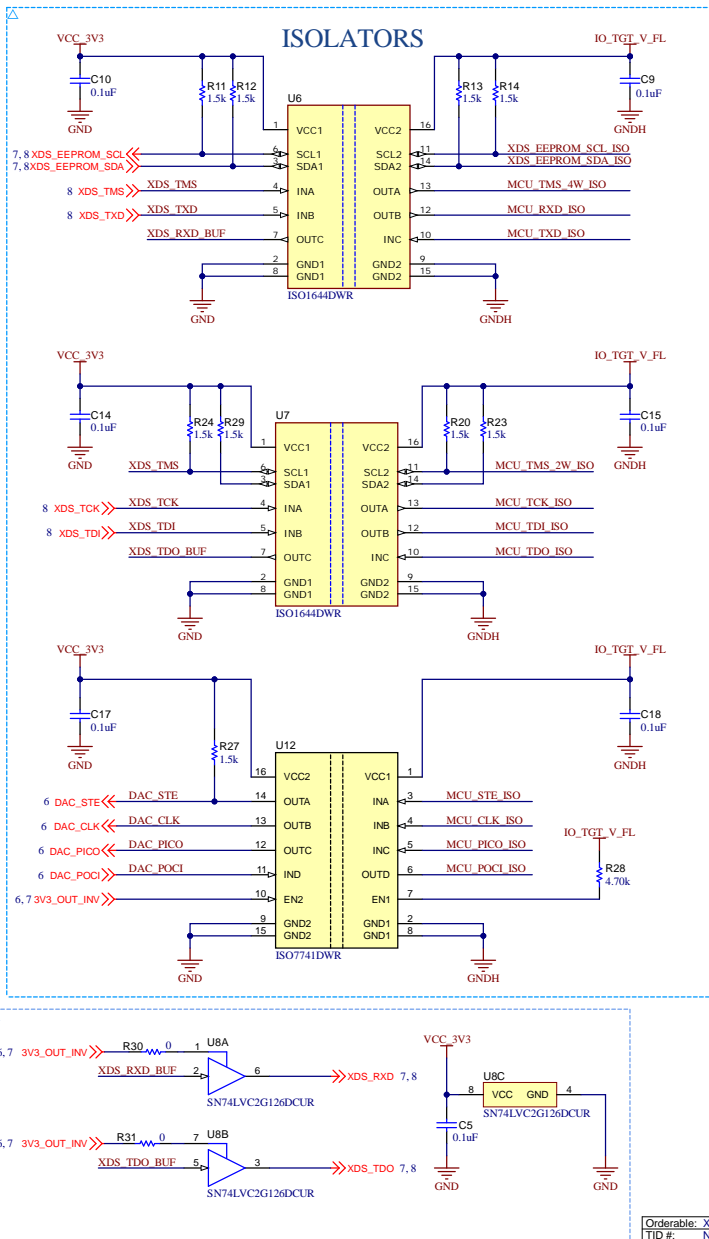 ISOLATORS
VCC_3V3 IO_TGT_V_FL
C10 0.1uF R11 1.5k R12 1.5k R13 1.5k R14 1.5k C9 0.1uF
GND GNDH
U6
1 VCC1 VCC2 16
7, 8 XDS_EEPROM_SCL 6 SCL1 SCL2 11 XDS_EEPROM_SCL_ISO
7, 8 XDS_EEPROM_SDA 3 SDA1 SDA2 14 XDS_EEPROM_SDA_ISO
8 XDS_TMS XDS_TMS 4 INA OUTA 13 MCU_TMS_4W_ISO
8 XDS_TXD XDS_TXD 5 INB OUTB 12 MCU_RXD_ISO
XDS_RXD_BUF 7 OUTC INC 10 MCU_TXD_ISO
2 GND1 GND2 9
8 GND1 GND2 15
ISO1644DWR
GND GNDH
VCC_3V3 IO_TGT_V_FL
C14 0.1uF R24 1.5k R29 1.5k R20 1.5k R23 1.5k C15 0.1uF
GND GNDH
U7
1 VCC1 VCC2 16
XDS_TMS 6 SCL1 SCL2 11 MCU_TMS_2W_ISO
3 SDA1 SDA2 14
8 XDS_TCK XDS_TCK 4 INA OUTA 13 MCU_TCK_ISO
8 XDS_TDI XDS_TDI 5 INB OUTB 12 MCU_TDI_ISO
XDS_TDO_BUF 7 OUTC INC 10 MCU_TDO_ISO
2 GND1 GND2 9
8 GND1 GND2 15
ISO1644DWR
GND GNDH
VCC_3V3 IO_TGT_V_FL
C17 0.1uF R27 1.5k C18 0.1uF
GND GNDH
U12
16 VCC2 VCC1 1
6 DAC_STE DAC_STE 14 OUTA INA 3 MCU_STE_ISO
6 DAC_CLK DAC_CLK 13 OUTB INB 4 MCU_CLK_ISO
6 DAC_PICO DAC_PICO 12 OUTC INC 5 MCU_PICO_ISO
6 DAC_POCI DAC_POCI 11 IND OUTD 6 MCU_POCI_ISO
6, 7 3V3_OUT_INV 10 EN2 EN1 7
IO_TGT_V_FL
R28 4.70k
9 GND2 GND1 2
15 GND2 GND1 8
ISO7741DWR
GND GNDH
6, 7 3V3_OUT_INV R30 0 1 U8A
XDS_RXD_BUF 2 6 XDS_RXD 7, 8
SN74LVC2G126DCUR
6, 7 3V3_OUT_INV R31 0 7 U8B
XDS_TDO_BUF 5 3 XDS_TDO 7, 8
SN74LVC2G126DCUR
VCC_3V3
U8C
8 VCC GND 4
SN74LVC2G126DCUR
C5 0.1uF
GND GND
Orderable: X
TID #: N